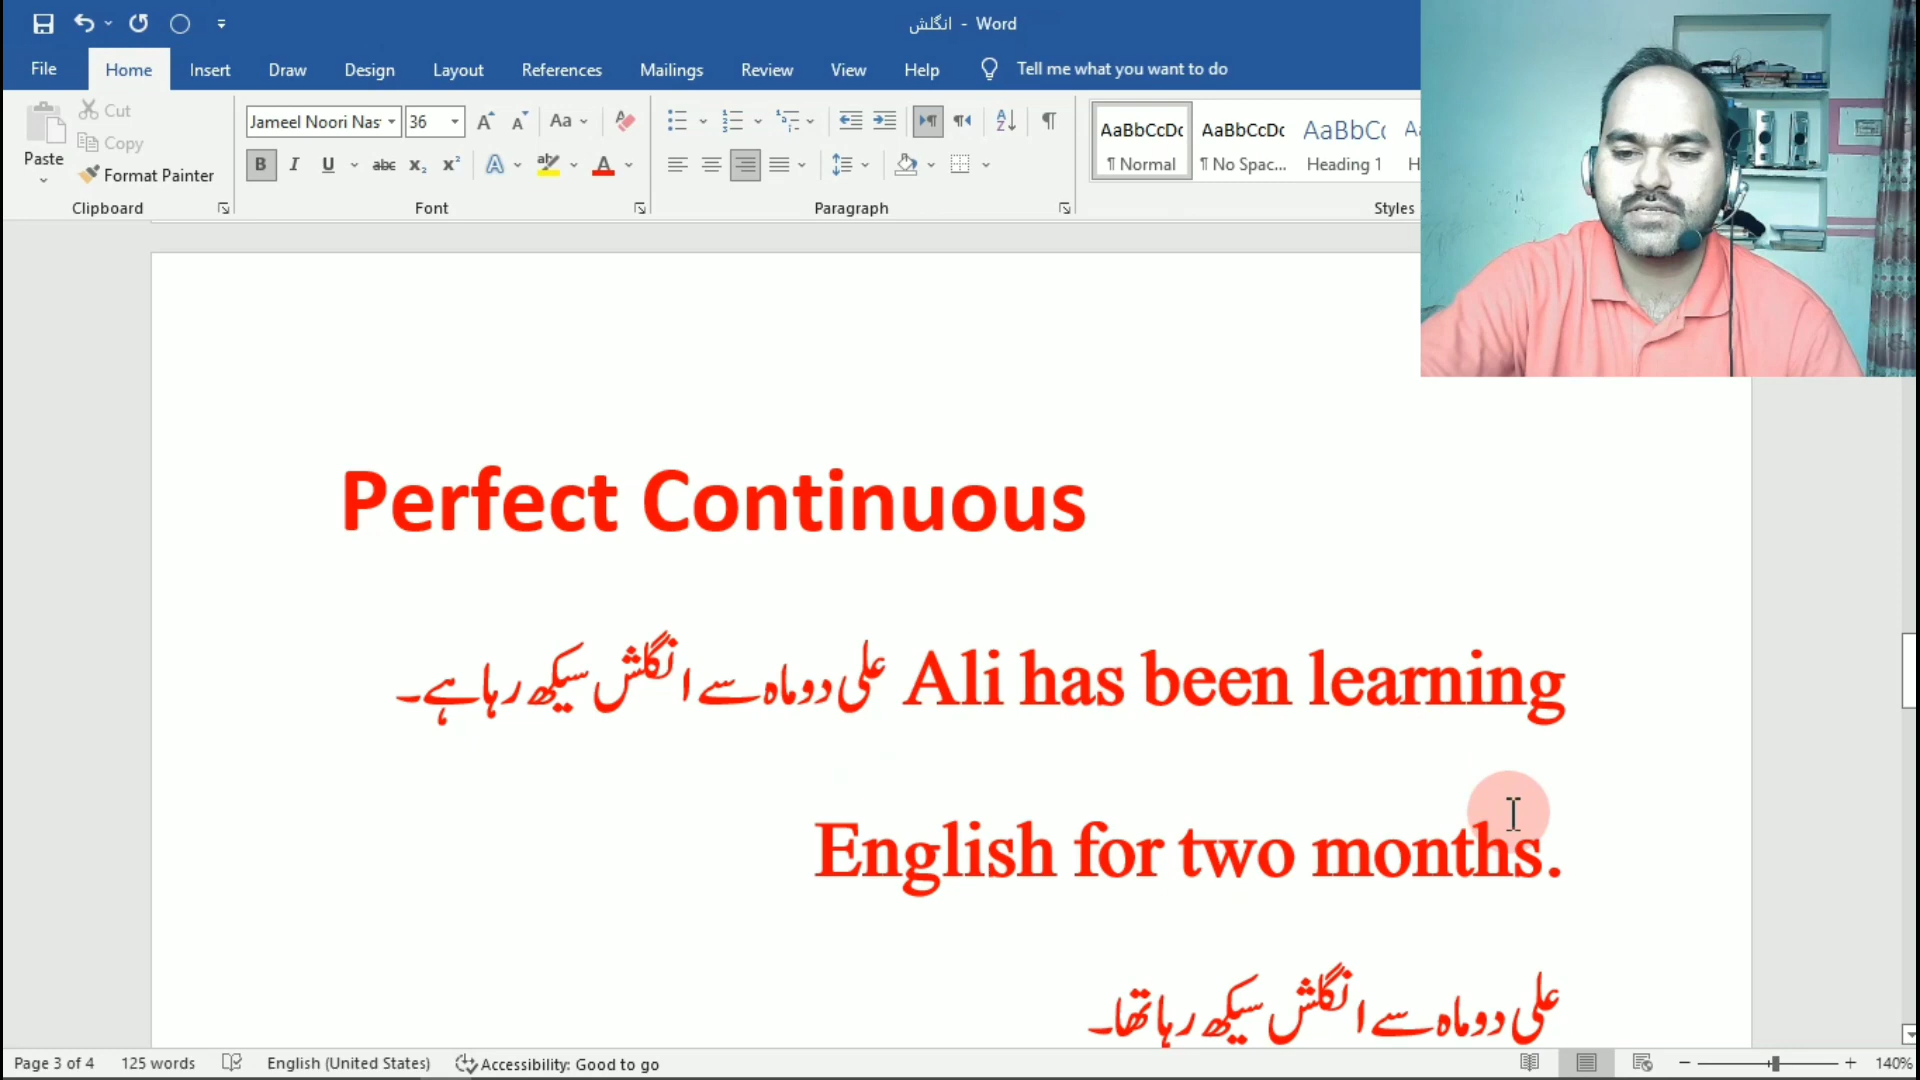 انگلش - Word
File Home Insert Draw Design Layout References Mailings Review View Help Tell me what you want to do
Paste
Cut
Copy
Format Painter
Clipboard
Jameel Noori Nas 36
Font
Paragraph
AaBbCcDc AaBbCcDc AaBbCc
¶ Normal ¶ No Spac... Heading 1
Styles
Perfect Continuous
علی دو ماہ سے انگلش سیکھ رہا ہے۔ Ali has been learning
English for two months.
علی دو ماہ سے انگلش سیکھ رہا تھا۔
Page 3 of 4 125 words English (United States) Accessibility: Good to go 140%